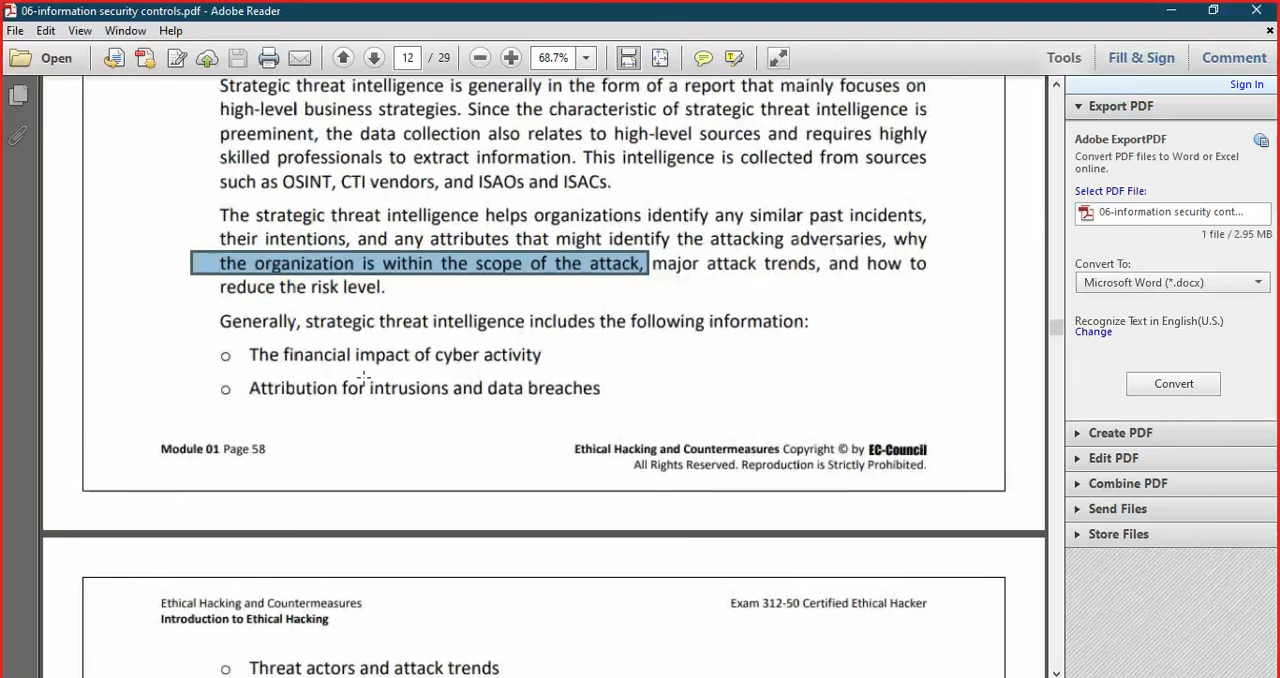 06-information security controls.pdf - Adobe Reader
File Edit View Window Help
Open 12 / 29 68.7% Tools Fill & Sign Comment
Strategic threat intelligence is generally in the form of a report that mainly focuses on
high-level business strategies. Since the characteristic of strategic threat intelligence is
preeminent, the data collection also relates to high-level sources and requires highly
skilled professionals to extract information. This intelligence is collected from sources
such as OSINT, CTI vendors, and ISAOs and ISACs.
The strategic threat intelligence helps organizations identify any similar past incidents,
their intentions, and any attributes that might identify the attacking adversaries, why
the organization is within the scope of the attack, major attack trends, and how to
reduce the risk level.
Generally, strategic threat intelligence includes the following information:
o The financial impact of cyber activity
o Attribution for intrusions and data breaches
Module 01 Page 58
Ethical Hacking and Countermeasures Copyright © by EC-Council
All Rights Reserved. Reproduction is Strictly Prohibited.
Ethical Hacking and Countermeasures
Introduction to Ethical Hacking
Exam 312-50 Certified Ethical Hacker
o Threat actors and attack trends
Sign In
Export PDF
Adobe ExportPDF
Convert PDF files to Word or Excel
online.
Select PDF File:
06-information security cont...
1 file / 2.95 MB
Convert To:
Microsoft Word (*.docx)
Recognize Text in English(U.S.)
Change
Convert
Create PDF
Edit PDF
Combine PDF
Send Files
Store Files